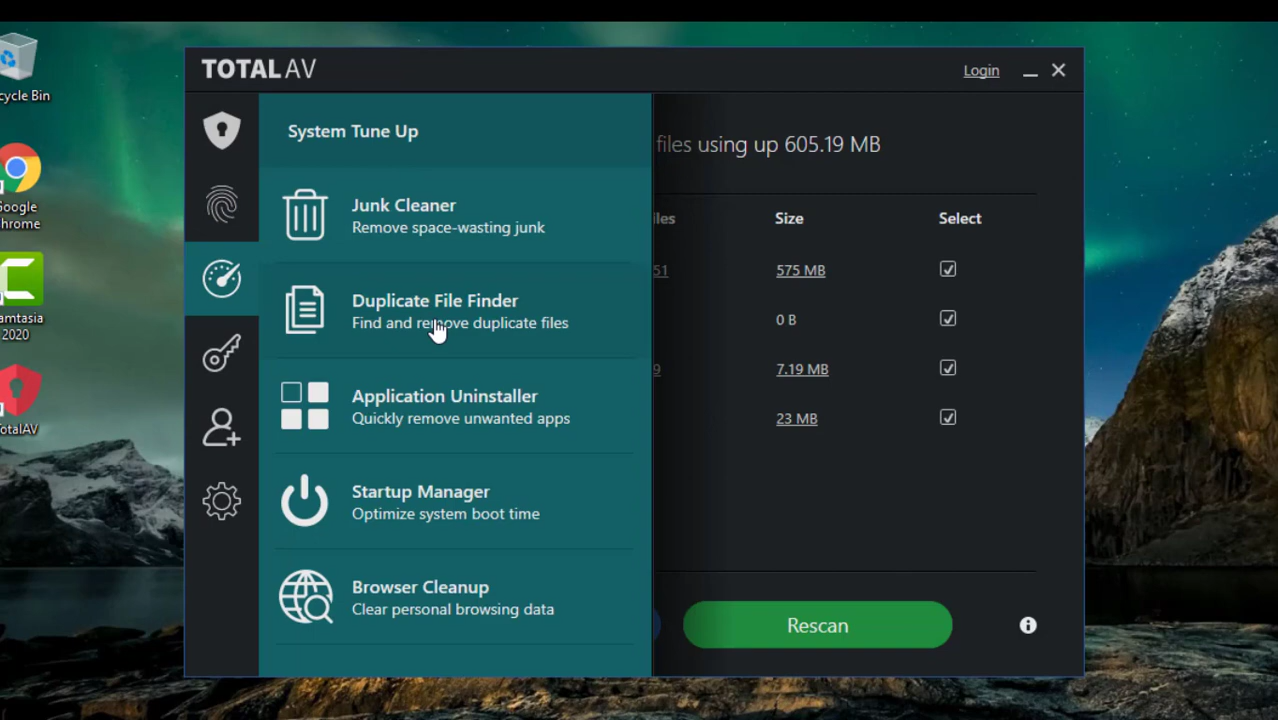 TOTALAV
Login
System Tune Up
Junk Cleaner
Remove space-wasting junk
Duplicate File Finder
Find and remove duplicate files
Application Uninstaller
Quickly remove unwanted apps
Startup Manager
Optimize system boot time
Browser Cleanup
Clear personal browsing data
files using up 605.19 MB
Size
Select
51
575 MB
0 B
9
7.19 MB
23 MB
Rescan
cycle Bin
Google
hrome
amtasia
2020
otalAV